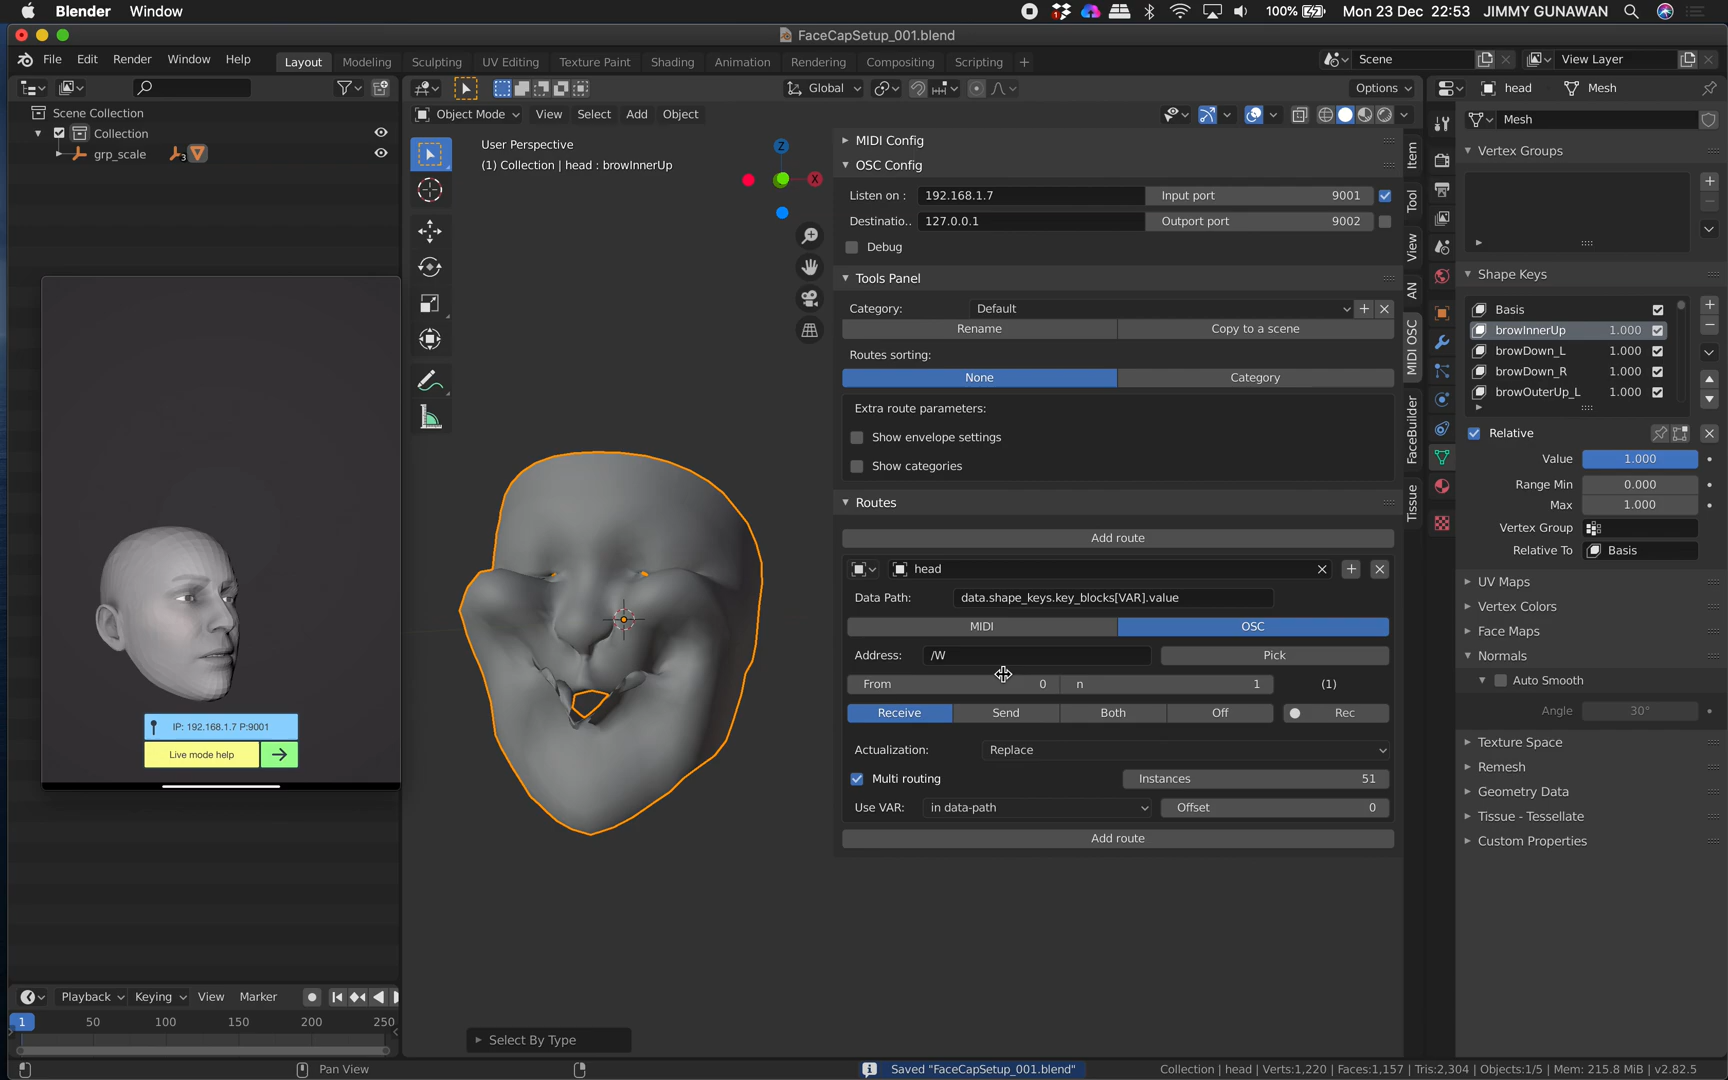 Blender Window 100% Mon 23 Dec 22:53 JIMMY GUNAWAN
FaceCapSetup_001.blend
File Edit Render Window Help Layout Modeling Sculpting UV Editing Texture Paint Shading Animation Rendering Compositing Scripting + Scene View Layer
Global Options head Mesh
Scene Collection
Collection
grp_scale
Object Mode View Select Add Object
User Perspective
(1) Collection | head : browInnerUp
Z
X
IP: 192.168.1.7 P:9001
Live mode help
MIDI Config
OSC Config
Listen on : 192.168.1.7 Input port 9001
Destinatio.. 127.0.0.1 Outport port 9002
Debug
Tools Panel
Category: Default
Rename Copy to a scene
Routes sorting:
None Category
Extra route parameters:
Show envelope settings
Show categories
Routes
Add route
head
Data Path: data.shape_keys.key_blocks[VAR].value
MIDI OSC
Address: /W Pick
From 0 n 1 (1)
Receive Send Both Off Rec
Actualization: Replace
Multi routing Instances 51
Use VAR: in data-path Offset 0
Add route
Item
Tool
View
AN
MIDI OSC
FaceBuilder
Tissue
Mesh
Vertex Groups
Shape Keys
Basis
browInnerUp 1.000
browDown_L 1.000
browDown_R 1.000
browOuterUp_L 1.000
Relative
Value 1.000
Range Min 0.000
Max 1.000
Vertex Group
Relative To Basis
UV Maps
Vertex Colors
Face Maps
Normals
Auto Smooth
Angle 30°
Texture Space
Remesh
Geometry Data
Tissue - Tessellate
Custom Properties
Playback Keying View Marker
1 50 100 150 200 250
Select By Type
Pan View
Saved "FaceCapSetup_001.blend"
Collection | head | Verts:1,220 | Faces:1,157 | Tris:2,304 | Objects:1/5 | Mem: 215.8 MiB | v2.82.5